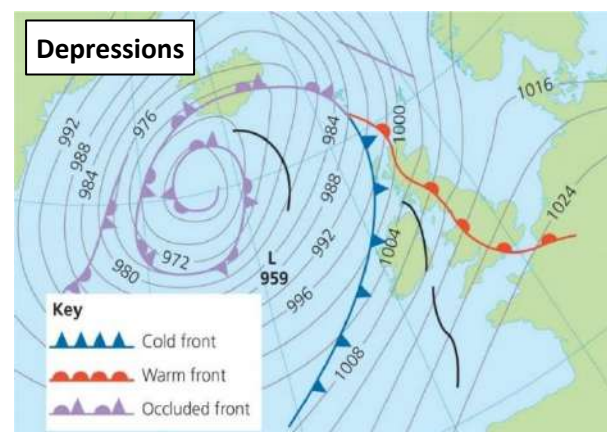 Depressions
992
988
984
976
980
972
984
988
992
996
1000
1004
1008
1016
1024
L
959
Key
Cold front
Warm front
Occluded front